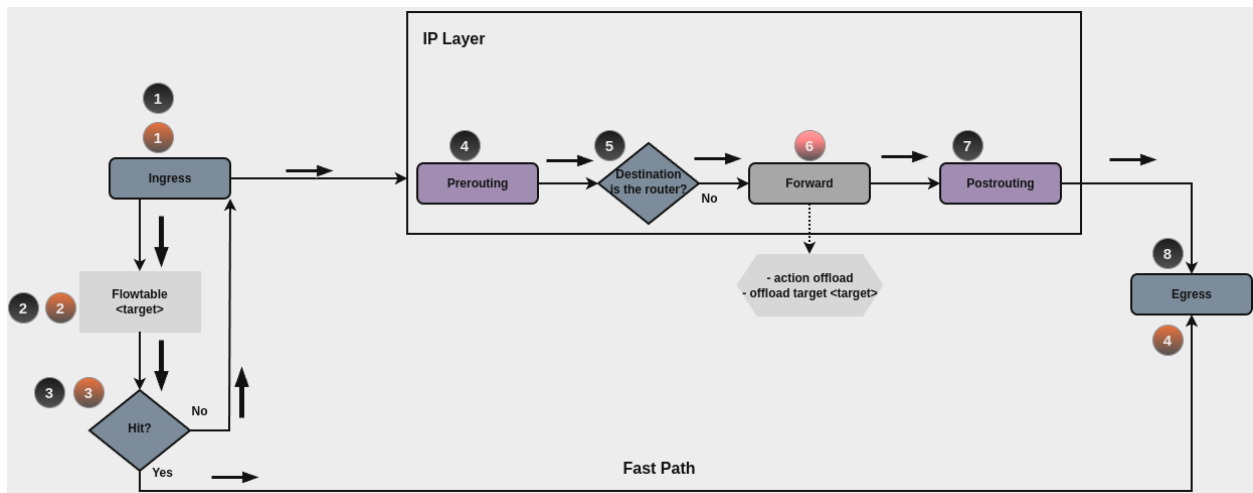 IP Layer
1
1
Ingress
4
Prerouting
5
Destination
is the router?
No
6
Forward
7
Postrouting
- action offload
- offload target <target>
8
Egress
4
2
2
Flowtable
<target>
3
3
Hit?
No
Yes
Fast Path